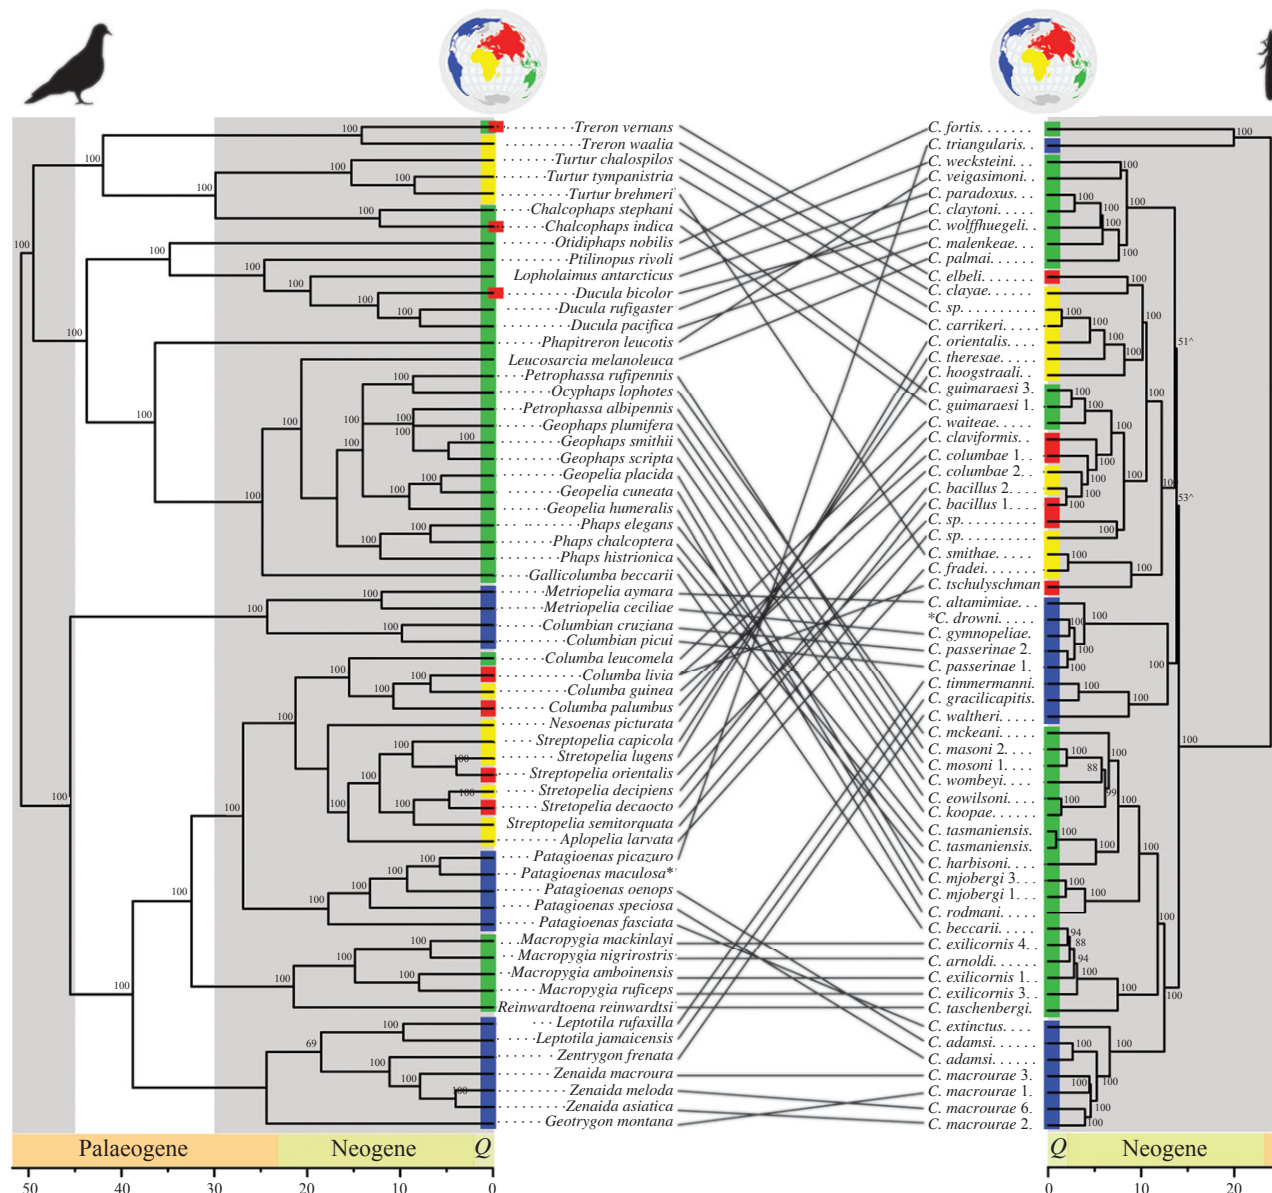 Treron vernans
Treron waalia
Turtur chalospilos
Turtur tympanistria
Turtur brehmeri
Chalcophaps stephani
Chalcophaps indica
Otidiphaps nobilis
Ptilinopus rivoli
Lopholaimus antarcticus
Ducula bicolor
Ducula rufigaster
Ducula pacifica
Phapitreron leucotis
Leucosarcia melanoleuca
Petrophassa rufipennis
Ocyphaps lophotes
Petrophassa albipennis
Geophaps plumifera
Geophaps smithii
Geophaps scripta
Geopelia placida
Geopelia cuneata
Geopelia humeralis
Phaps elegans
Phaps chalcoptera
Phaps histrionica
Gallicolumba beccarii
Metriopelia aymara
Metriopelia ceciliae
Columbian cruziana
Columbian picui
Columba leucomela
Columba livia
Columba guinea
Columba palumbus
Nesoenas picturata
Streptopelia capicola
Stretopelia lugens
Streptopelia orientalis
Stretopelia decipiens
Stretopelia decaocto
Streptopelia semitorquata
Aplopelia larvata
Patagioenas picazuro
Patagioenas maculosa*
Patagioenas oenops
Patagioenas speciosa
Patagioenas fasciata
Macropygia mackinlayi
Macropygia nigrirostris
Macropygia amboinensis
Macropygia ruficeps
Reinwardtoena reinwardtsi
Leptotila rufaxilla
Leptotila jamaicensis
Zentrygon frenata
Zenaida macroura
Zenaida meloda
Zenaida asiatica
Geotrygon montana
C. fortis. . . . . . .
C. triangularis. .
C. wecksteini. . .
C. veigasimoni. . .
C. paradoxus. . .
C. claytoni. . . . .
C. wolffhuegeli. .
C. malenkeae. . .
C. palmai. . . . . .
C. elbeli. . . . . .
C. clayae. . . . . .
C. sp. . . . . . . . .
C. carrikeri. . . . .
C. orientalis. . . .
C. theresae. . . . .
C. hoogstraali. . .
C. guimaraesi 3.
C. guimaraesi 1.
C. waiteae. . . . .
C. claviformis. .
C. columbae 1. .
C. columbae 2. .
C. bacillus 2. . . .
C. bacillus 1. . . .
C. sp. . . . . . . . .
C. sp. . . . . . . . .
C. smithae. . . . .
C. fradei. . . . . . .
C. tschulyschman
C. altamimiae. . .
*C. drowni. . . . .
C. gymnopeliae.
C. passerinae 2.
C. passerinae 1.
C. timmermanni.
C. gracilicapitis.
C. waltheri. . . . .
C. mckeani. . . .
C. masoni 2. . . .
C. mosoni 1. . . .
C. wombeyi. . . .
C. eowilsoni. . . .
C. koopae. . . . . .
C. tasmaniensis.
C. tasmaniensis.
C. harbisoni. . . .
C. mjobergi 3. . .
C. mjobergi 1. . .
C. rodmani. . . . .
C. beccarii. . . . .
C. exilicornis 4. .
C. arnoldi. . . . . .
C. exilicornis 1. .
C. exilicornis 3. .
C. taschenbergi.
C. extinctus. . . .
C. adamsi. . . . . .
C. adamsi. . . . . .
C. macrourae 3.
C. macrourae 1.
C. macrourae 6.
C. macrourae 2.
100
69
51^
53^
88
99
94
88
94
Palaeogene Neogene Q
50 40 30 20 10 0
Q Neogene
0 10 20